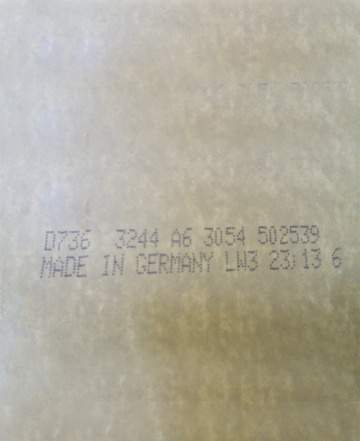 D736 3244 A6 3054 502539
MADE IN GERMANY LW3 23:13 6